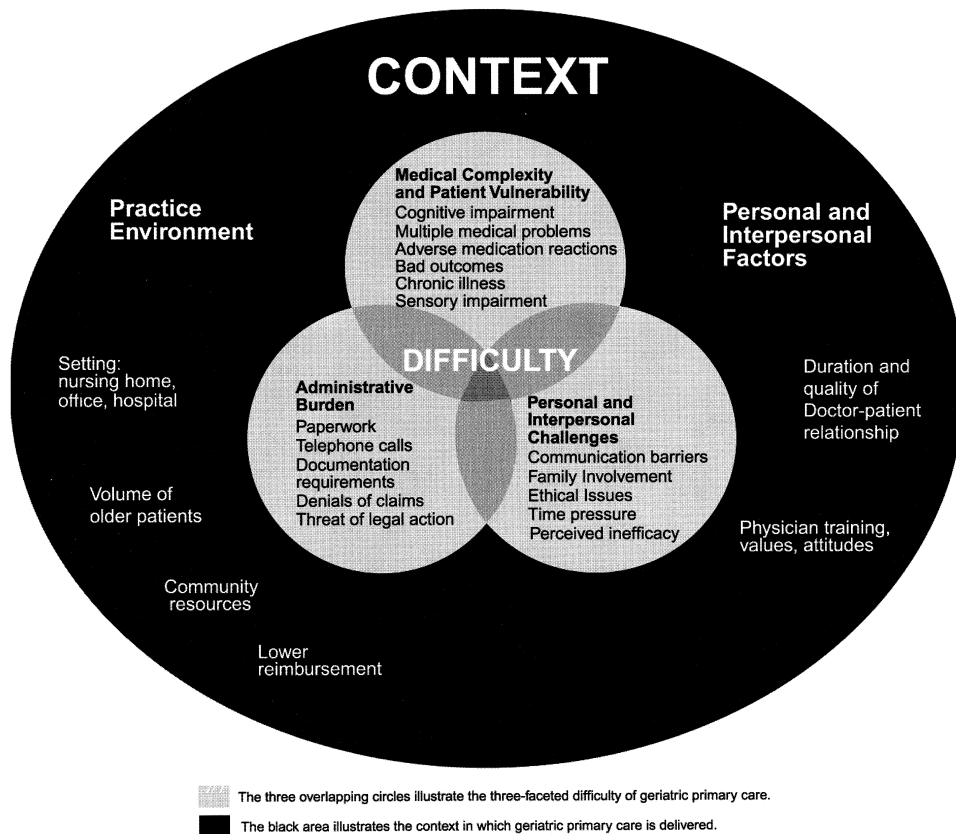 CONTEXT
Medical Complexity
and Patient Vulnerability
Cognitive impairment
Multiple medical problems
Adverse medication reactions
Bad outcomes
Chronic illness
Sensory impairment
Practice
Environment
Personal and
Interpersonal
Factors
DIFFICULTY
Setting:
nursing home,
office, hospital
Volume of
older patients
Community
resources
Lower
reimbursement
Administrative
Burden
Paperwork
Telephone calls
Documentation
requirements
Denials of claims
Threat of legal action
Personal and
Interpersonal
Challenges
Communication barriers
Family Involvement
Ethical Issues
Time pressure
Perceived inefficacy
Duration and
quality of
Doctor-patient
relationship
Physician training,
values, attitudes
The three overlapping circles illustrate the three-faceted difficulty of geriatric primary care.
The black area illustrates the context in which geriatric primary care is delivered.